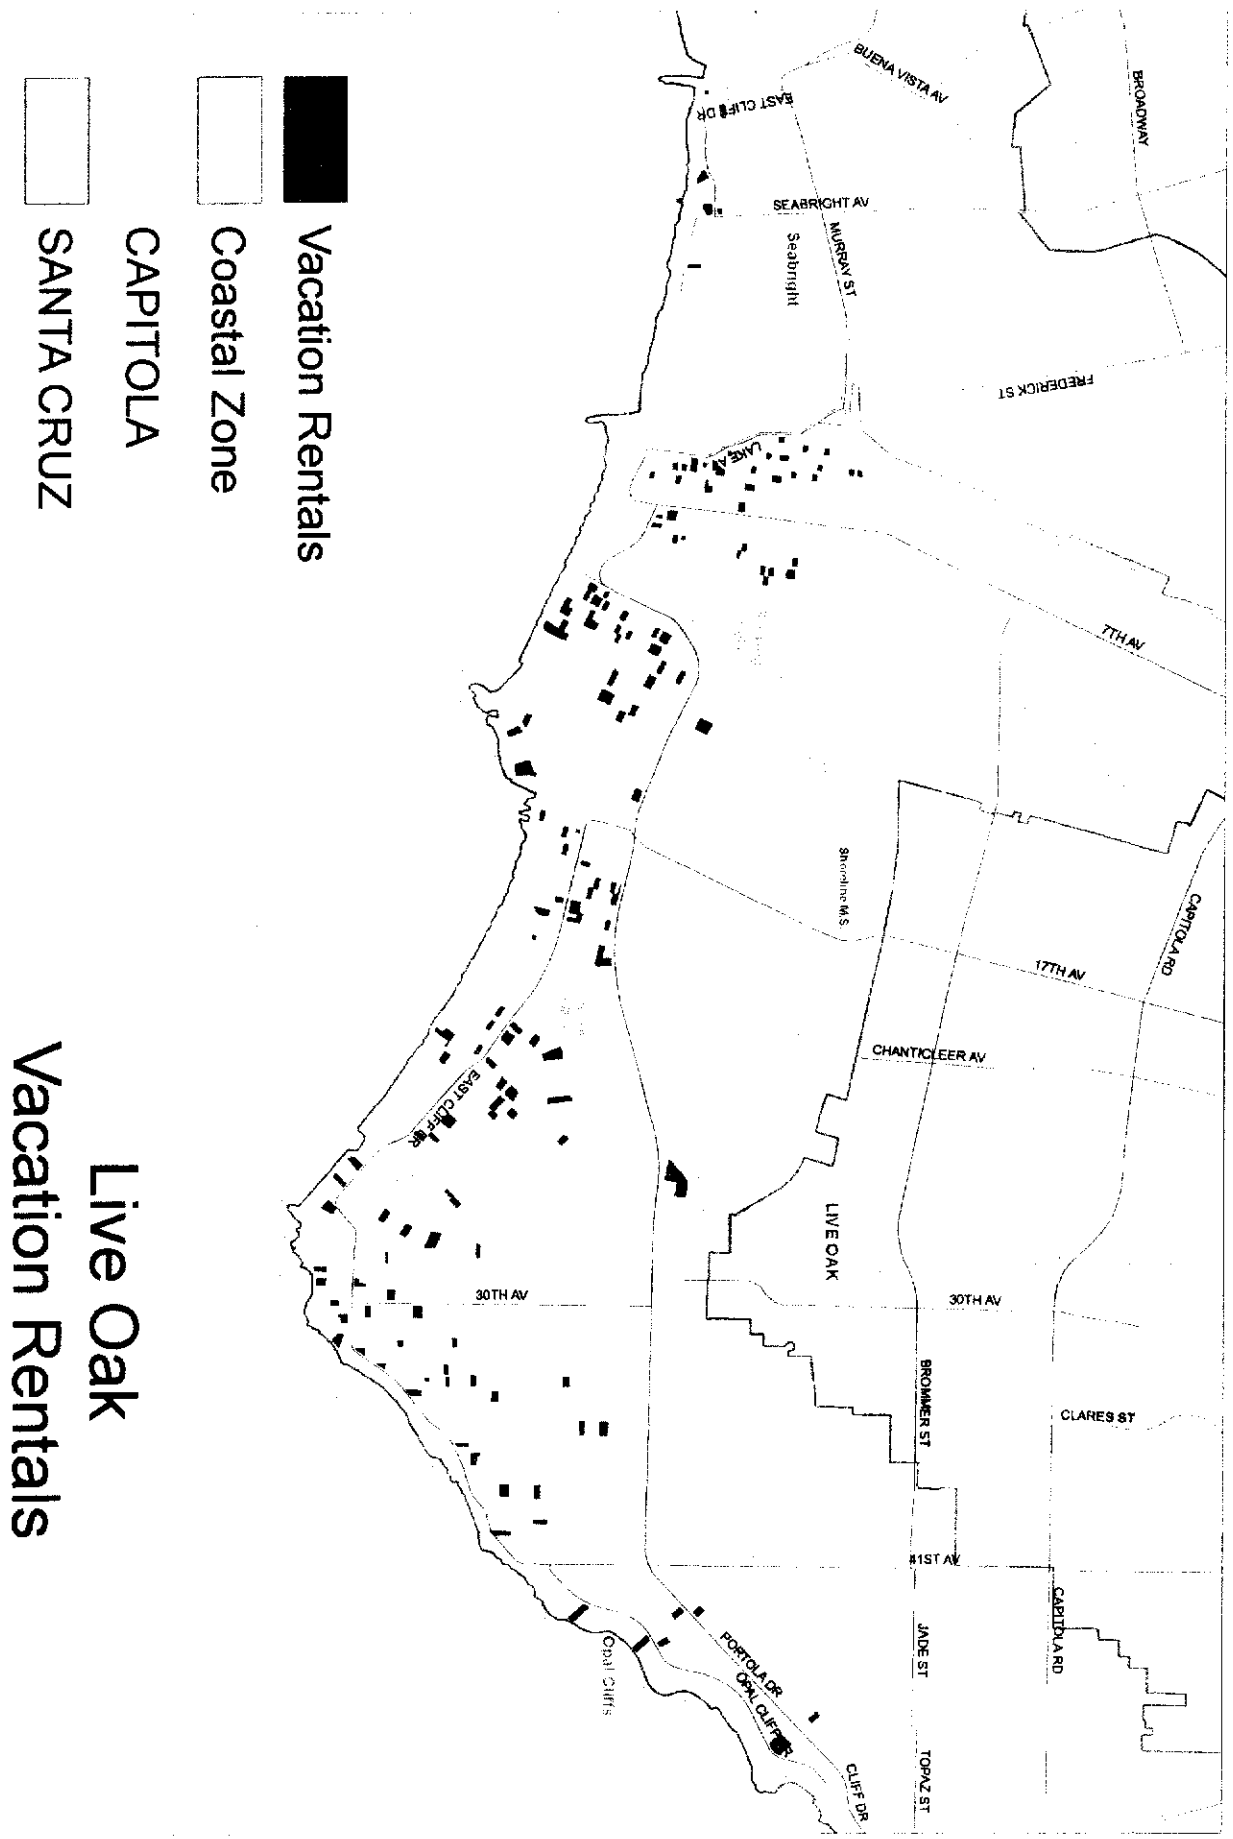 Live Oak
Vacation Rentals
Vacation Rentals
Coastal Zone
CAPITOLA
SANTA CRUZ
BROADWAY
BUENA VISTA AV
EAST CLIFF DR
SEABRIGHT AV
MURRAY ST
Seabright
FREDERICK ST
LAKE AV
7TH AV
Shoreline M.S.
CAPITOLA RD
17TH AV
CHANTICLEER AV
EAST CLIFF DR
LIVE OAK
30TH AV
30TH AV
BROMMER ST
CLARES ST
41ST AV
CAPITOLA RD
JADE ST
PORTOLA DR
OPAL CLIFF DR
Opal Cliffs
TOPAZ ST
CLIFF DR